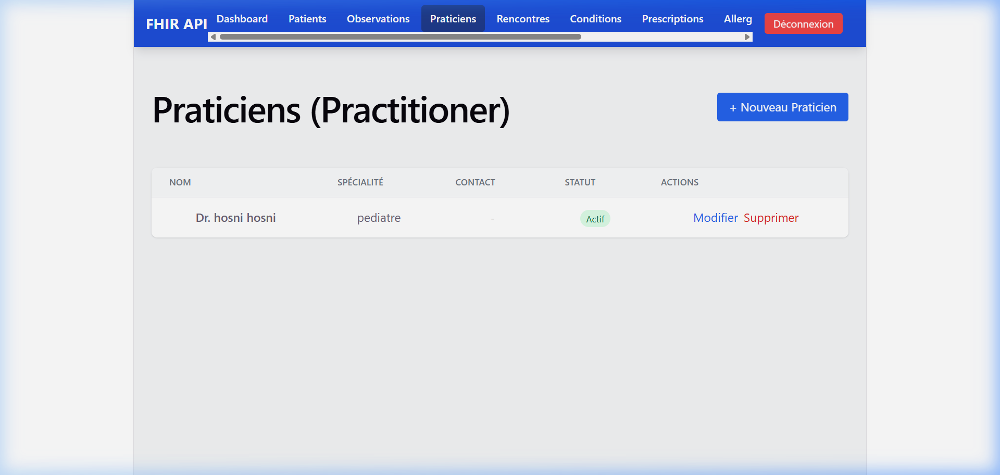 FHIR API Dashboard Patients Observations Praticiens Rencontres Conditions Prescriptions Allerg Déconnexion
Praticiens (Practitioner) + Nouveau Praticien
NOM SPÉCIALITÉ CONTACT STATUT ACTIONS
Dr. hosni hosni pediatre - Actif Modifier Supprimer